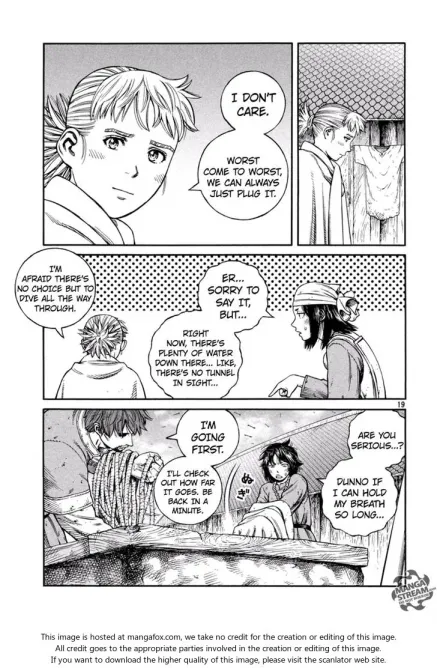 I DON'T
CARE.
WORST
COME TO WORST,
WE CAN ALWAYS
JUST PLUG IT.
I'M
AFRAID THERE'S
NO CHOICE BUT TO
DIVE ALL THE WAY
THROUGH.
ER...
SORRY TO
SAY IT,
BUT...
RIGHT
NOW, THERE'S
PLENTY OF WATER
DOWN THERE... LIKE,
THERE'S NO TUNNEL
IN SIGHT...
19
I'M
GOING
FIRST.
I'LL CHECK
OUT HOW FAR
IT GOES. BE
BACK IN A
MINUTE.
ぬぎ
ARE YOU
SERIOUS...?
DUNNO IF
I CAN HOLD
MY BREATH
SO LONG...
MANGA
STREAM
This image is hosted at mangafox.com, we take no credit for the creation or editing of this image.
All credit goes to the appropriate parties involved in the creation or editing of this image.
If you want to download the higher quality of this image, please visit the scanlator web site.